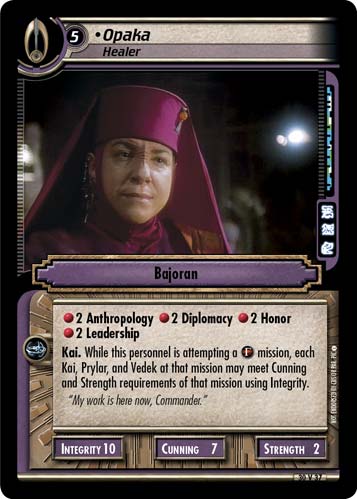 5
•Opaka
Healer
Bajoran
2 Anthropology 2 Diplomacy 2 Honor
2 Leadership
Kai. While this personnel is attempting a mission, each
Kai, Prylar, and Vedek at that mission may meet Cunning
and Strength requirements of that mission using Integrity.
"My work is here now, Commander."
INTEGRITY 10 CUNNING 7 STRENGTH 2